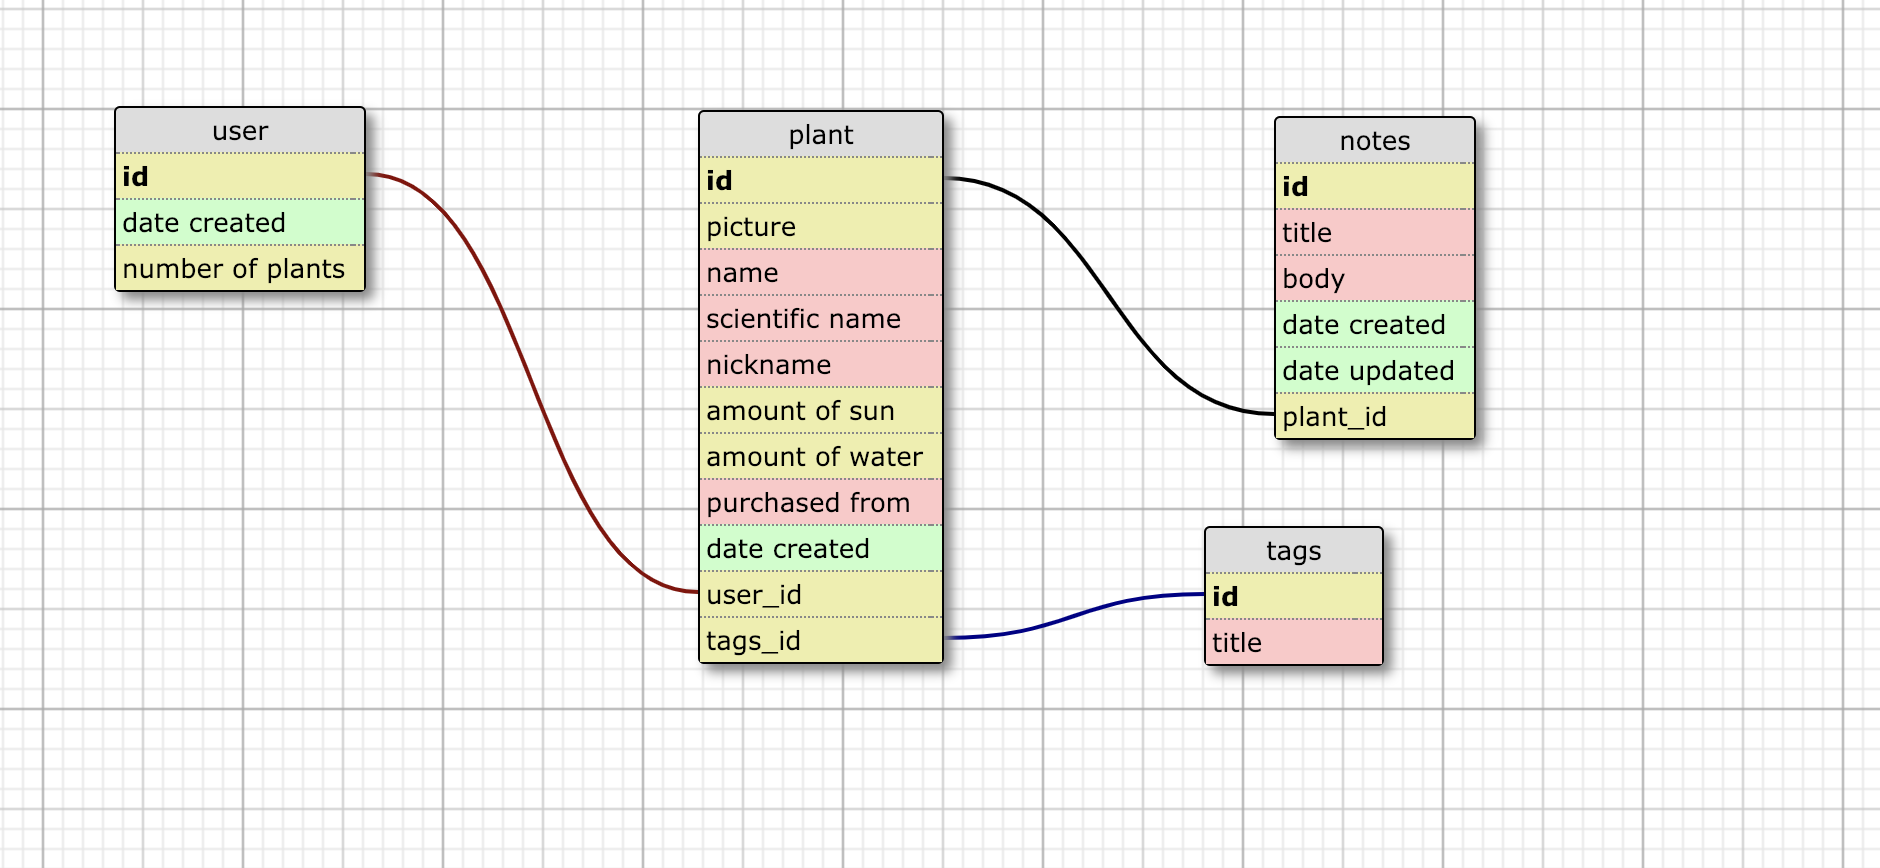 user
id
date created
number of plants
plant
id
picture
name
scientific name
nickname
amount of sun
amount of water
purchased from
date created
user_id
tags_id
notes
id
title
body
date created
date updated
plant_id
tags
id
title